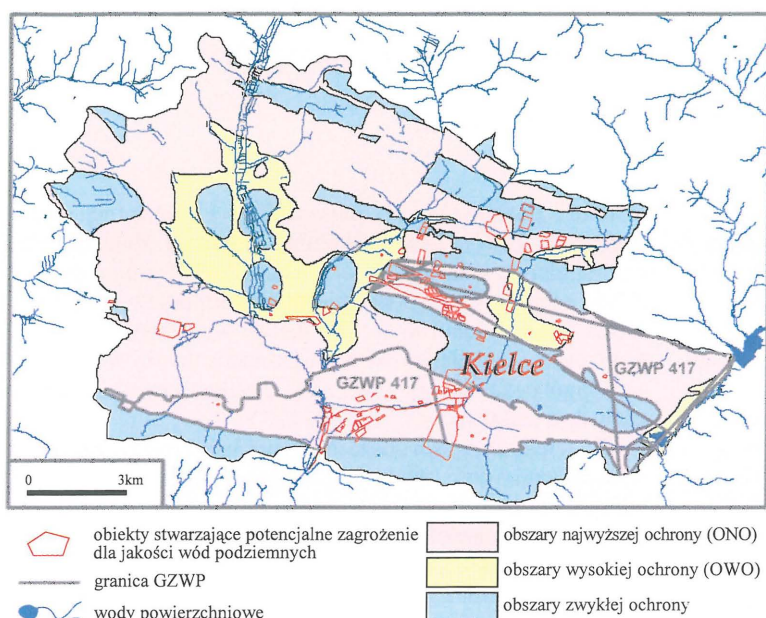 GZWP 417
Kielce
GZWP 417
0 3km
obiekty stwarzające potencjalne zagrożenie
dla jakości wód podziemnych
granica GZWP
wody powierzchniowe
obszary najwyższej ochrony (ONO)
obszary wysokiej ochrony (OWO)
obszary zwykłej ochrony